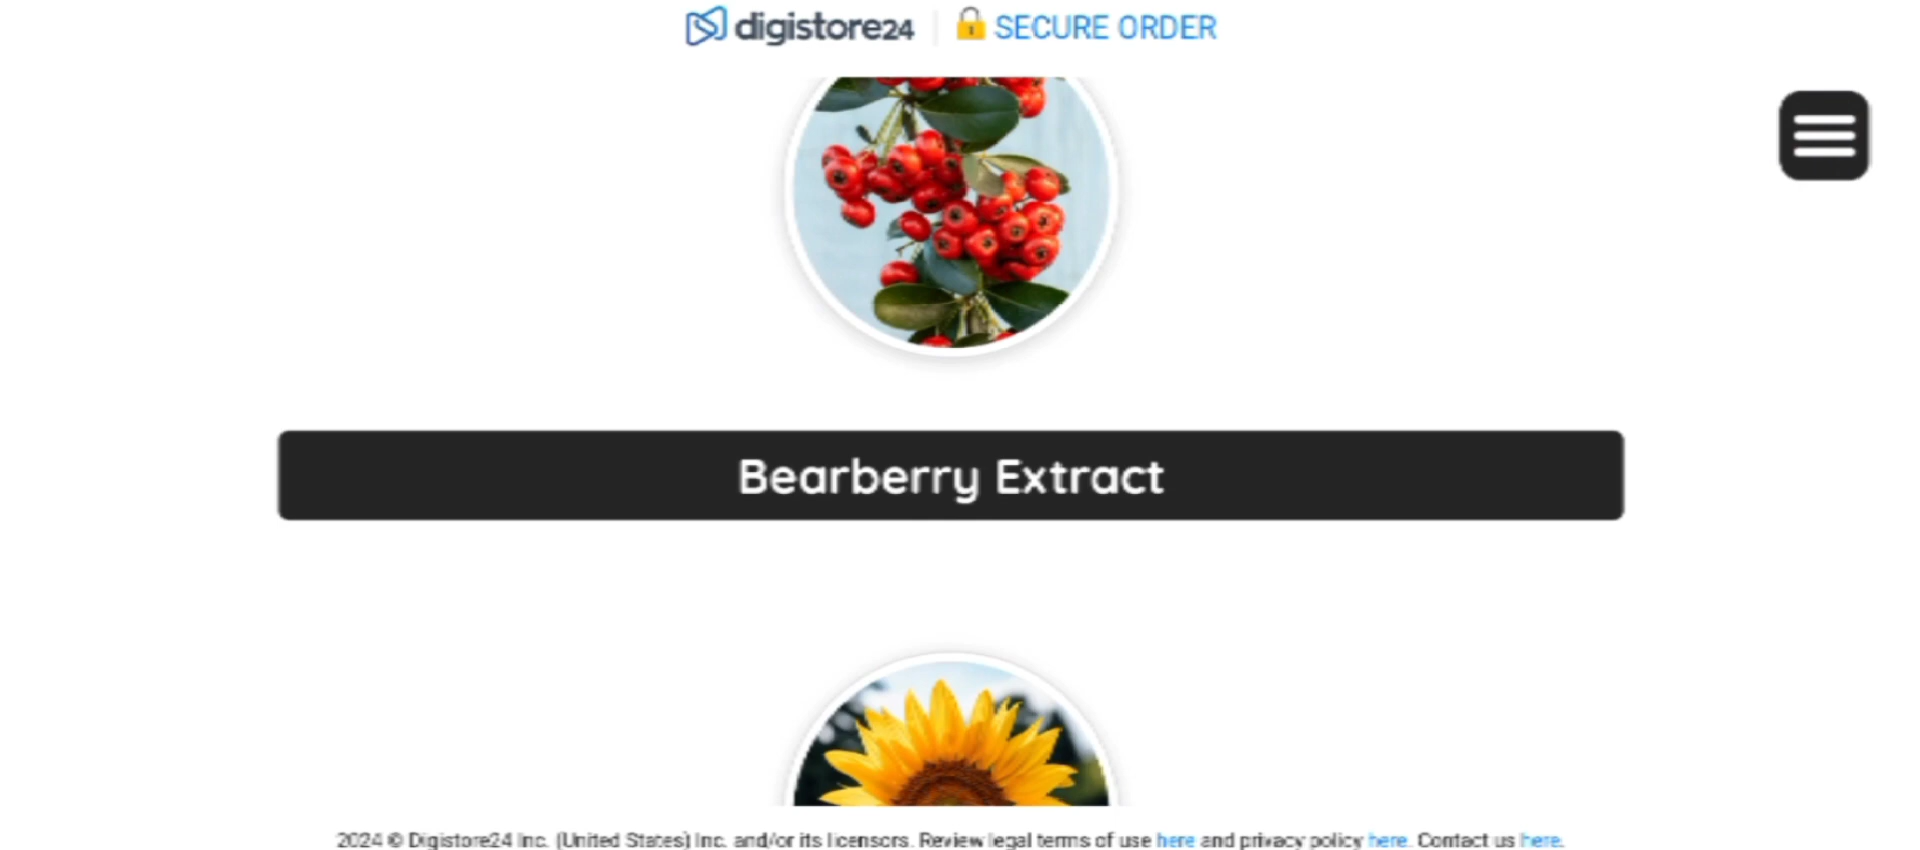 digistore24 | SECURE ORDER
Bearberry Extract
2024 © Digistore24 Inc. (United States) Inc. and/or its licensors. Review legal terms of use here and privacy policy here. Contact us here.